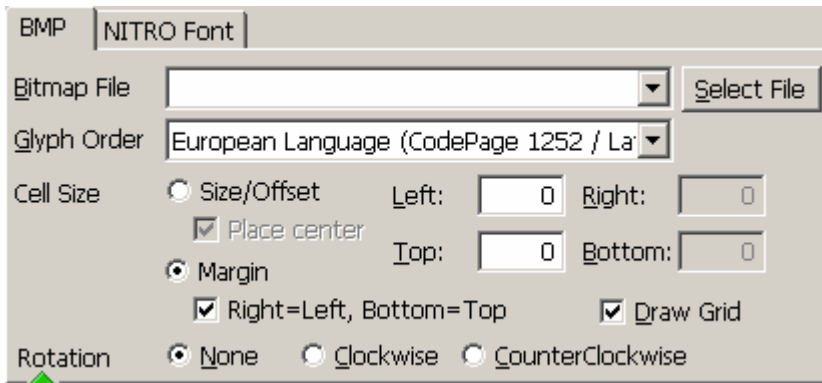 BMP NITRO Font
Bitmap File Select File
Glyph Order European Language (CodePage 1252 / La
Cell Size Size/Offset Left: 0 Right: 0
Place center
Top: 0 Bottom: 0
Margin
Right=Left, Bottom=Top Draw Grid
Rotation None Clockwise CounterClockwise